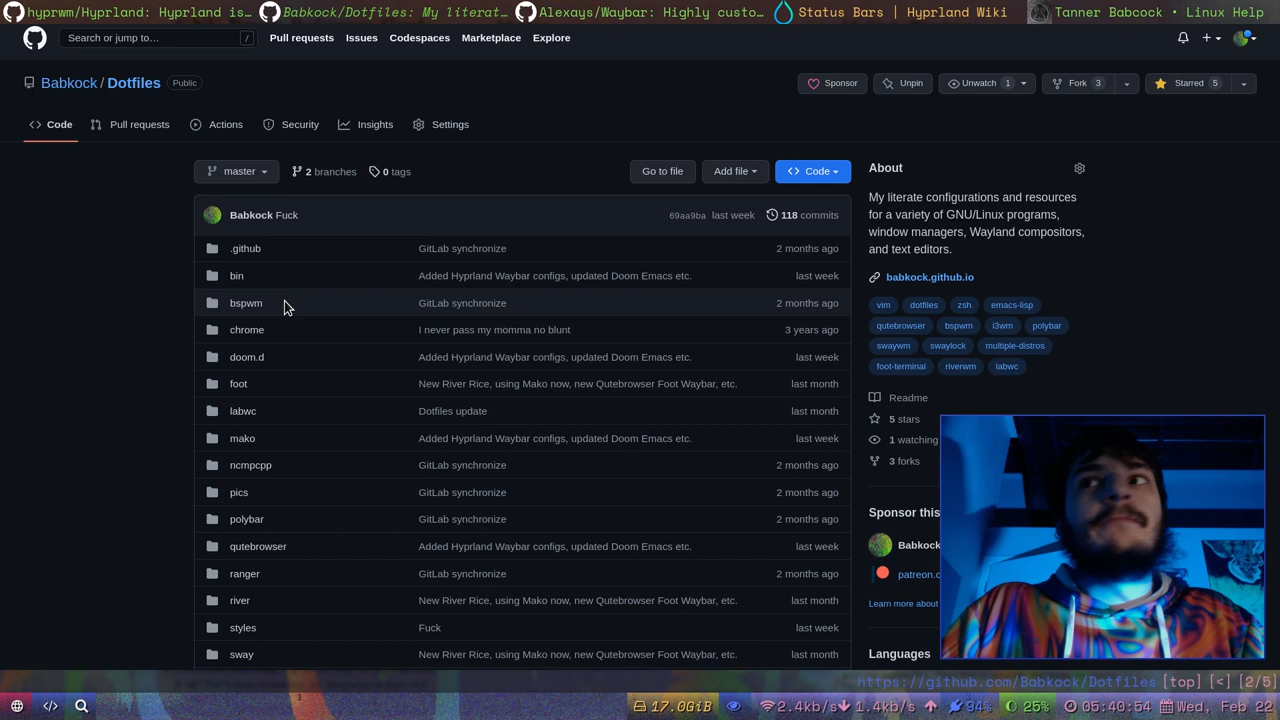 hyprwm/Hyprland: Hyprland is…
Babkock/Dotfiles: My literat…
Alexays/Waybar: Highly custo…
Status Bars | Hyprland Wiki
Tanner Babcock • Linux Help
Search or jump to…
/
Pull requests
Issues
Codespaces
Marketplace
Explore
Babkock / Dotfiles
Public
Sponsor
Unpin
Unwatch 1
Fork 3
Starred 5
Code
Pull requests
Actions
Security
Insights
Settings
master
2 branches
0 tags
Go to file
Add file
Code
Babkock Fuck
69aa9ba last week
118 commits
.github GitLab synchronize 2 months ago
bin Added Hyprland Waybar configs, updated Doom Emacs etc. last week
bspwm GitLab synchronize 2 months ago
chrome I never pass my momma no blunt 3 years ago
doom.d Added Hyprland Waybar configs, updated Doom Emacs etc. last week
foot New River Rice, using Mako now, new Qutebrowser Foot Waybar, etc. last month
labwc Dotfiles update last month
mako Added Hyprland Waybar configs, updated Doom Emacs etc. last week
ncmpcpp GitLab synchronize 2 months ago
pics GitLab synchronize 2 months ago
polybar GitLab synchronize 2 months ago
qutebrowser Added Hyprland Waybar configs, updated Doom Emacs etc. last week
ranger GitLab synchronize 2 months ago
river New River Rice, using Mako now, new Qutebrowser Foot Waybar, etc. last month
styles Fuck last week
sway New River Rice, using Mako now, new Qutebrowser Foot Waybar, etc. last month
About
My literate configurations and resources
for a variety of GNU/Linux programs,
window managers, Wayland compositors,
and text editors.
babkock.github.io
vim dotfiles zsh emacs-lisp
qutebrowser bspwm i3wm polybar
swaywm swaylock multiple-distros
foot-terminal riverwm labwc
Readme
5 stars
1 watching
3 forks
Sponsor this
Babkock
patreon.c
Learn more about
Languages
https://github.com/Babkock/Dotfiles [top] [<] [2/5]
17.0GiB
2.4kb/s
1.4kb/s
94%
25%
05:40:54
Wed, Feb 22